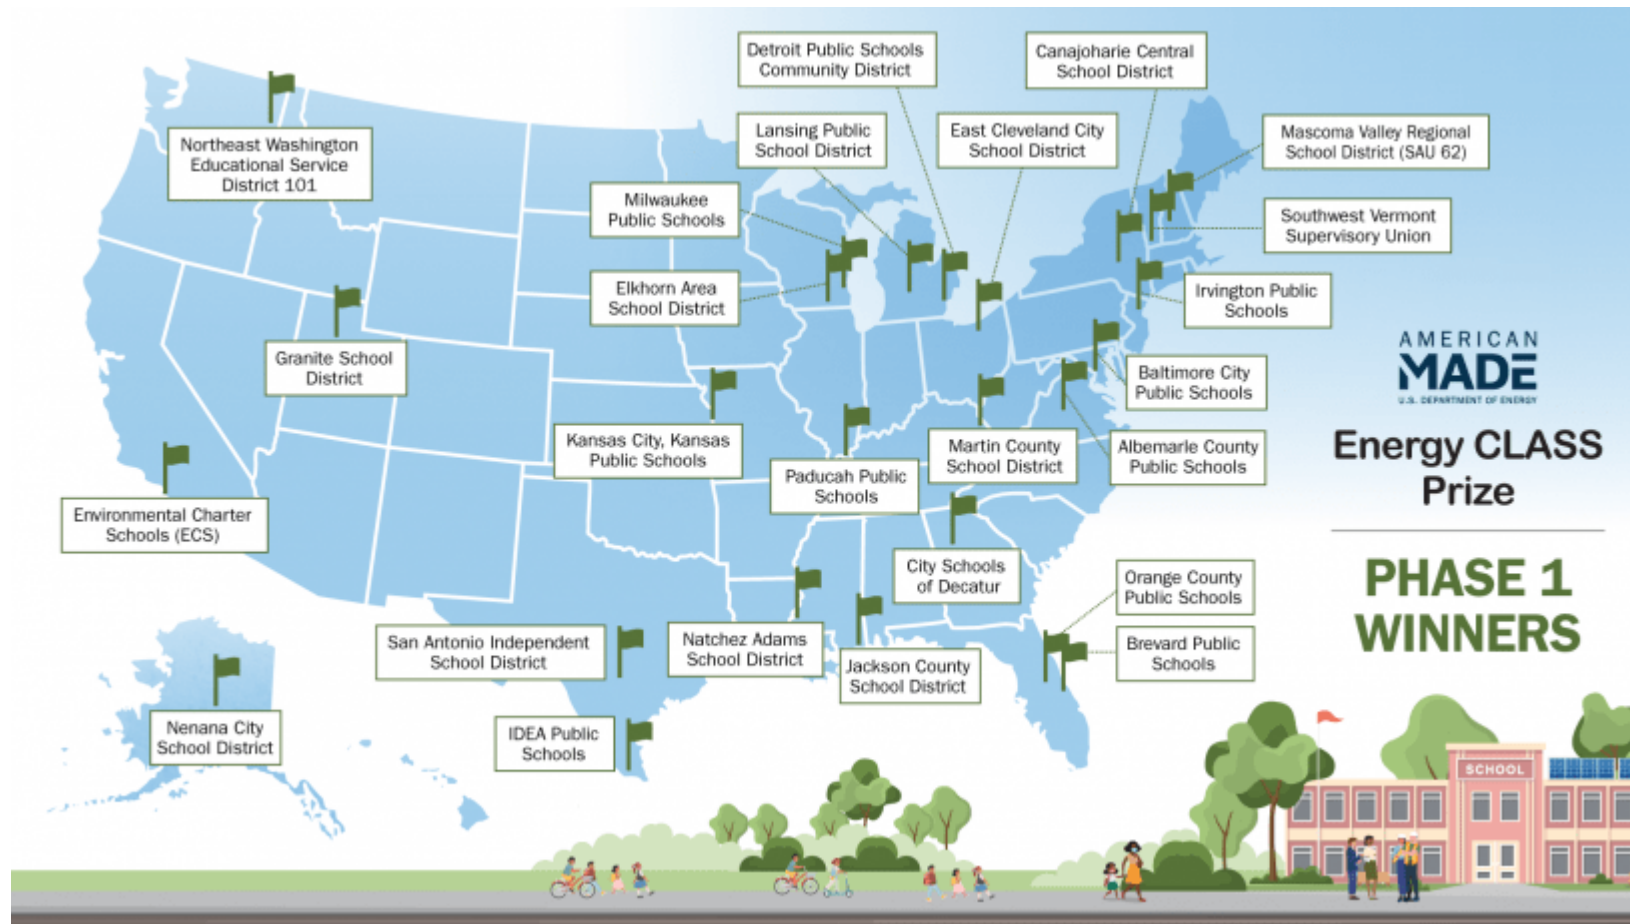 Detroit Public Schools
Community District
Canajoharie Central
School District
Lansing Public
School District
East Cleveland City
School District
Mascoma Valley Regional
School District (SAU 62)
Northeast Washington
Educational Service
District 101
Milwaukee
Public Schools
Southwest Vermont
Supervisory Union
Elkhorn Area
School District
Irvington Public
Schools
Granite School
District
Baltimore City
Public Schools
AMERICAN
MADE
U.S. DEPARTMENT OF ENERGY
Energy CLASS
Prize
PHASE 1
WINNERS
Kansas City, Kansas
Public Schools
Martin County
School District
Albemarle County
Public Schools
Paducah Public
Schools
Environmental Charter
Schools (ECS)
City Schools
of Decatur
Orange County
Public Schools
San Antonio Independent
School District
Natchez Adams
School District
Jackson County
School District
Brevard Public
Schools
Nenana City
School District
IDEA Public
Schools
SCHOOL